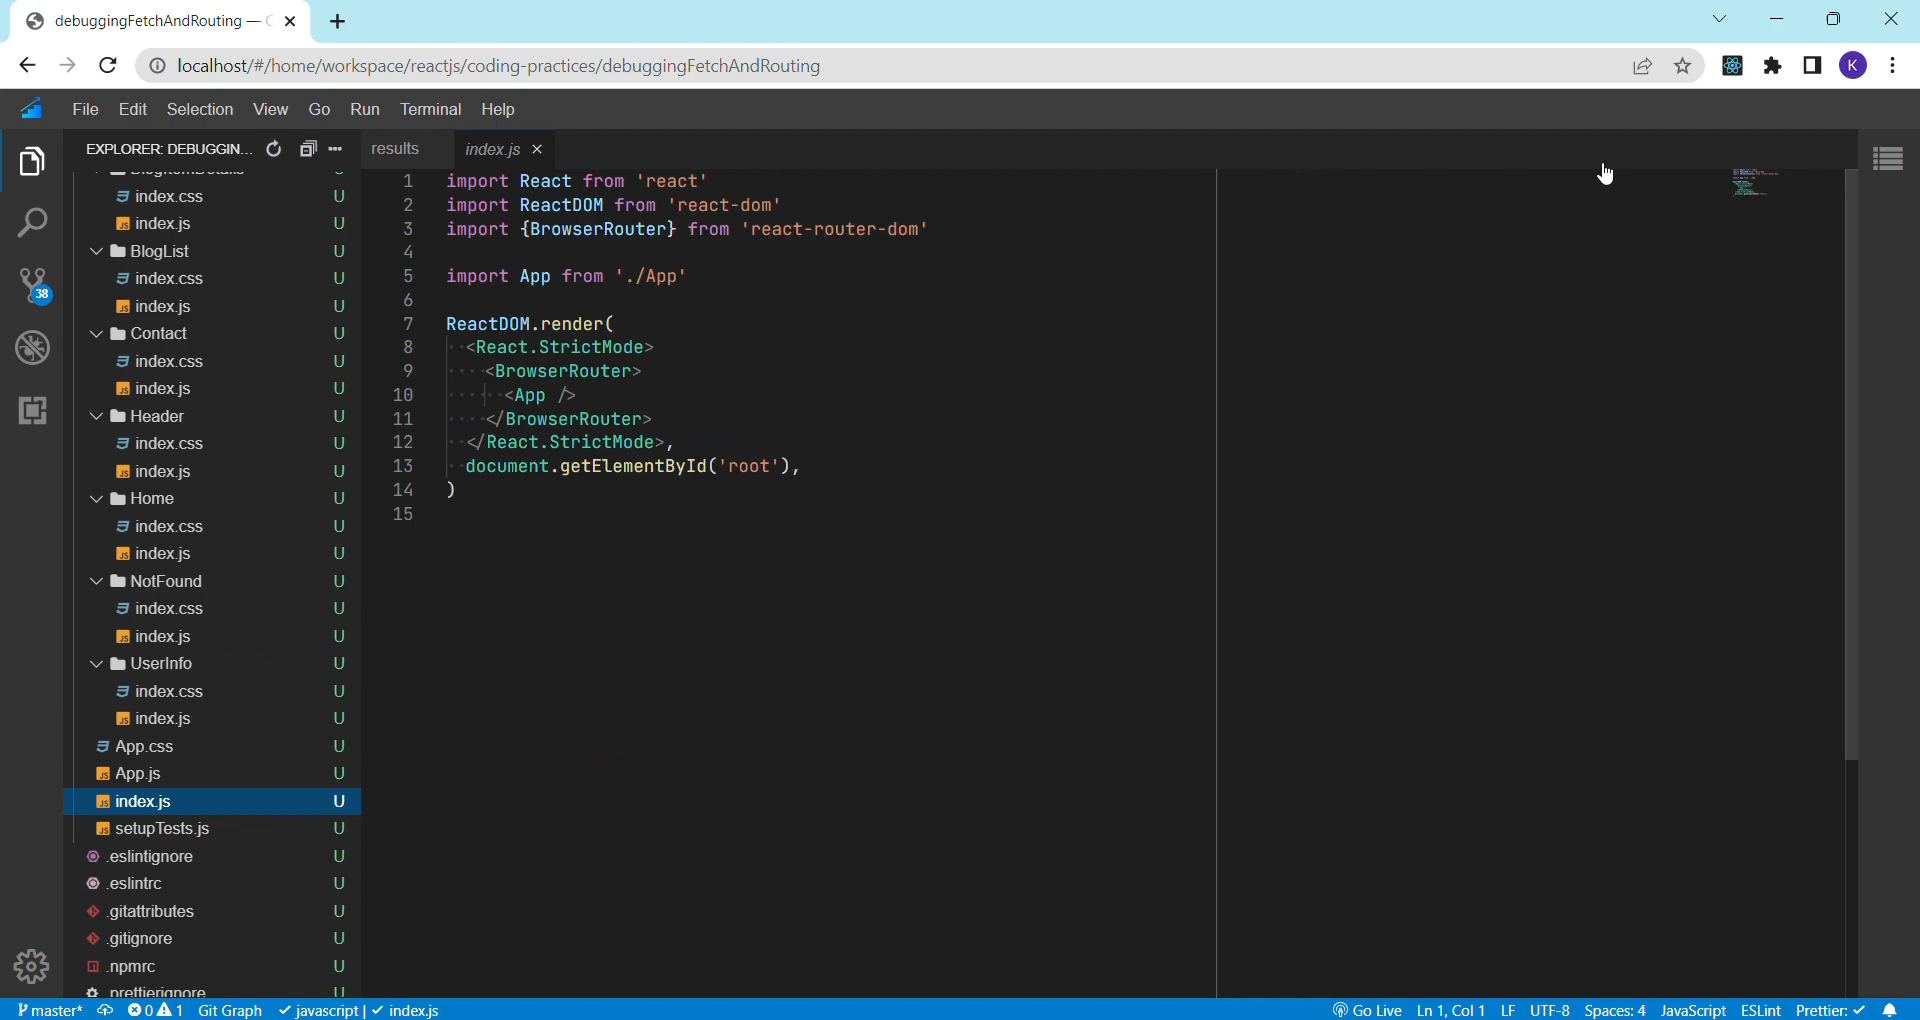 debuggingFetchAndRouting —
localhost/#/home/workspace/reactjs/coding-practices/debuggingFetchAndRouting
K
File Edit Selection View Go Run Terminal Help
EXPLORER: DEBUGGIN...
results index.js
BlogItemDetails
index.css U
index.js U
BlogList U
index.css U
index.js U
Contact U
index.css U
index.js U
Header U
index.css U
index.js U
Home U
index.css U
index.js U
NotFound U
index.css U
index.js U
UserInfo U
index.css U
index.js U
App.css U
App.js U
index.js U
setupTests.js U
.eslintignore U
.eslintrc U
.gitattributes U
.gitignore U
.npmrc U
.prettierignore U
38
1 import React from 'react'
2 import ReactDOM from 'react-dom'
3 import {BrowserRouter} from 'react-router-dom'
4
5 import App from './App'
6
7 ReactDOM.render(
8 <React.StrictMode>
9 <BrowserRouter>
10 <App />
11 </BrowserRouter>
12 </React.StrictMode>,
13 document.getElementById('root'),
14 )
15
master* 0 1 Git Graph javascript | index.js Go Live Ln 1, Col 1 LF UTF-8 Spaces: 4 JavaScript ESLint Prettier: